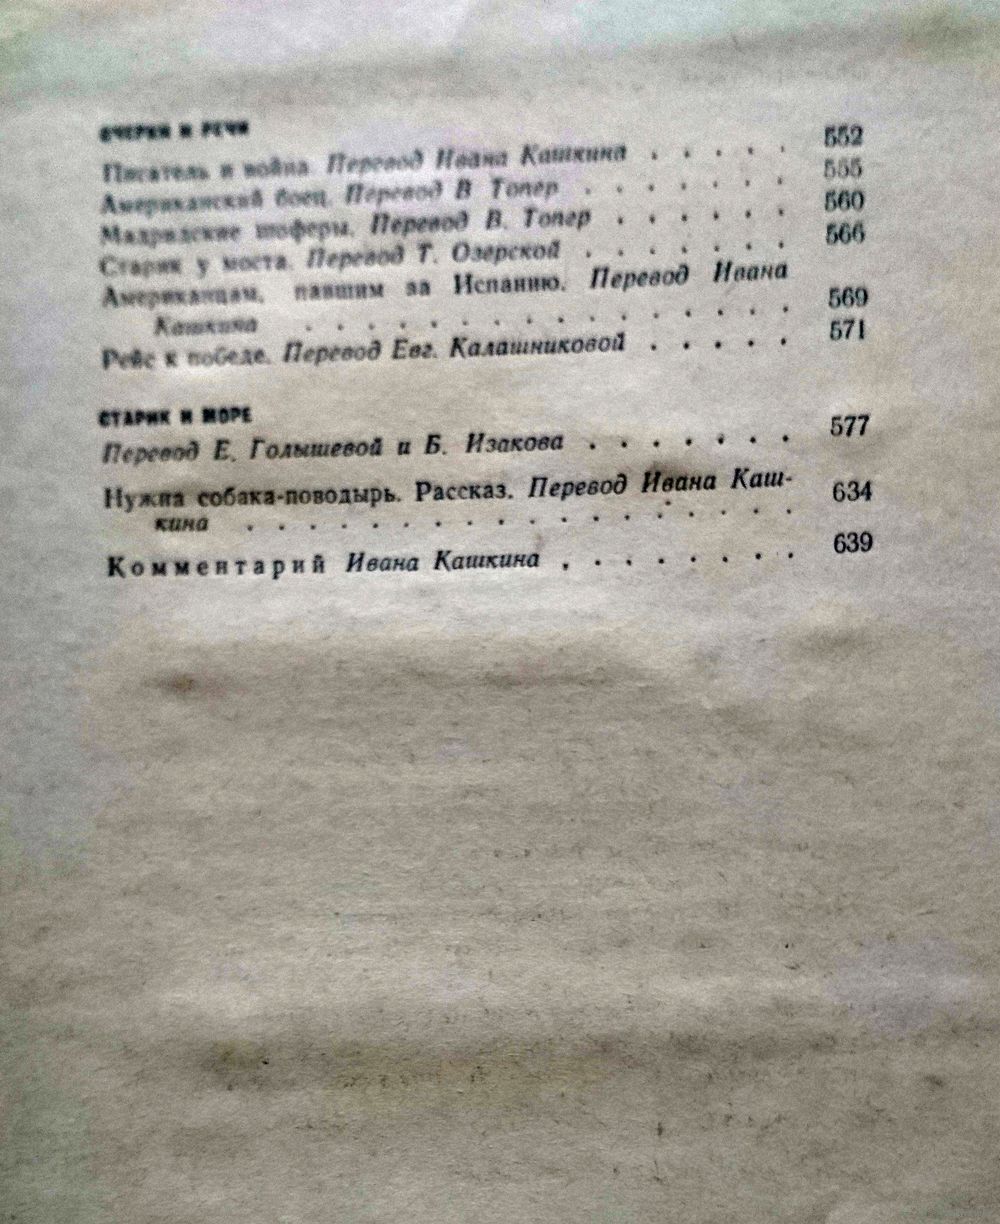 ОЧЕРКИ И РЕЧИ
Писатель и война. Перевод Ивана Кашкина . . . . . 552
Американский боец. Перевод В Топер . . . . . . . 555
Мадридские шоферы. Перевод В. Топер . . . . . . 560
Старик у моста. Перевод Т. Озерской . . . . . . . 566
Американцам, павшим за Испанию. Перевод Ивана
Кашкина . . . . . . . . . . . . . . . . 569
Рейс к победе. Перевод Евг. Калашниковой . . . . . 571
СТАРИК И МОРЕ
Перевод Е. Голышевой и Б. Изакова . . . . . . . 577
Нужна собака-поводырь. Рассказ. Перевод Ивана Каш-
кина . . . . . . . . . . . . . . . . . . 634
Комментарий Ивана Кашкина . . . . . . . . 639